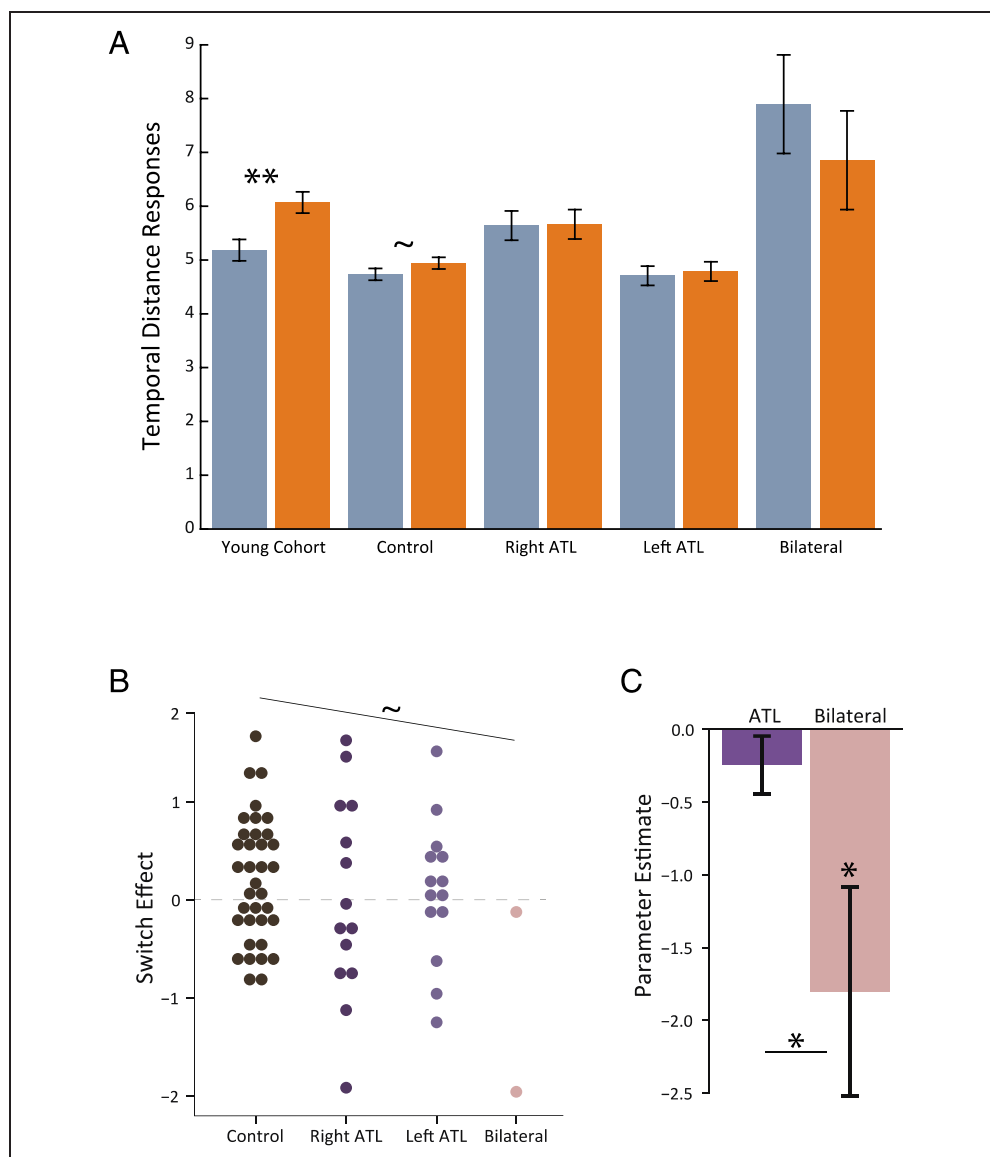 A
Temporal Distance Responses
9
8
7
6
5
4
3
2
1
0
**
~
Young Cohort Control Right ATL Left ATL Bilateral
B
Switch Effect
2
1
0
−1
−2
~
Control Right ATL Left ATL Bilateral
C
ATL Bilateral
Parameter Estimate
0.0
−0.5
−1.0
−1.5
−2.0
−2.5
*
*